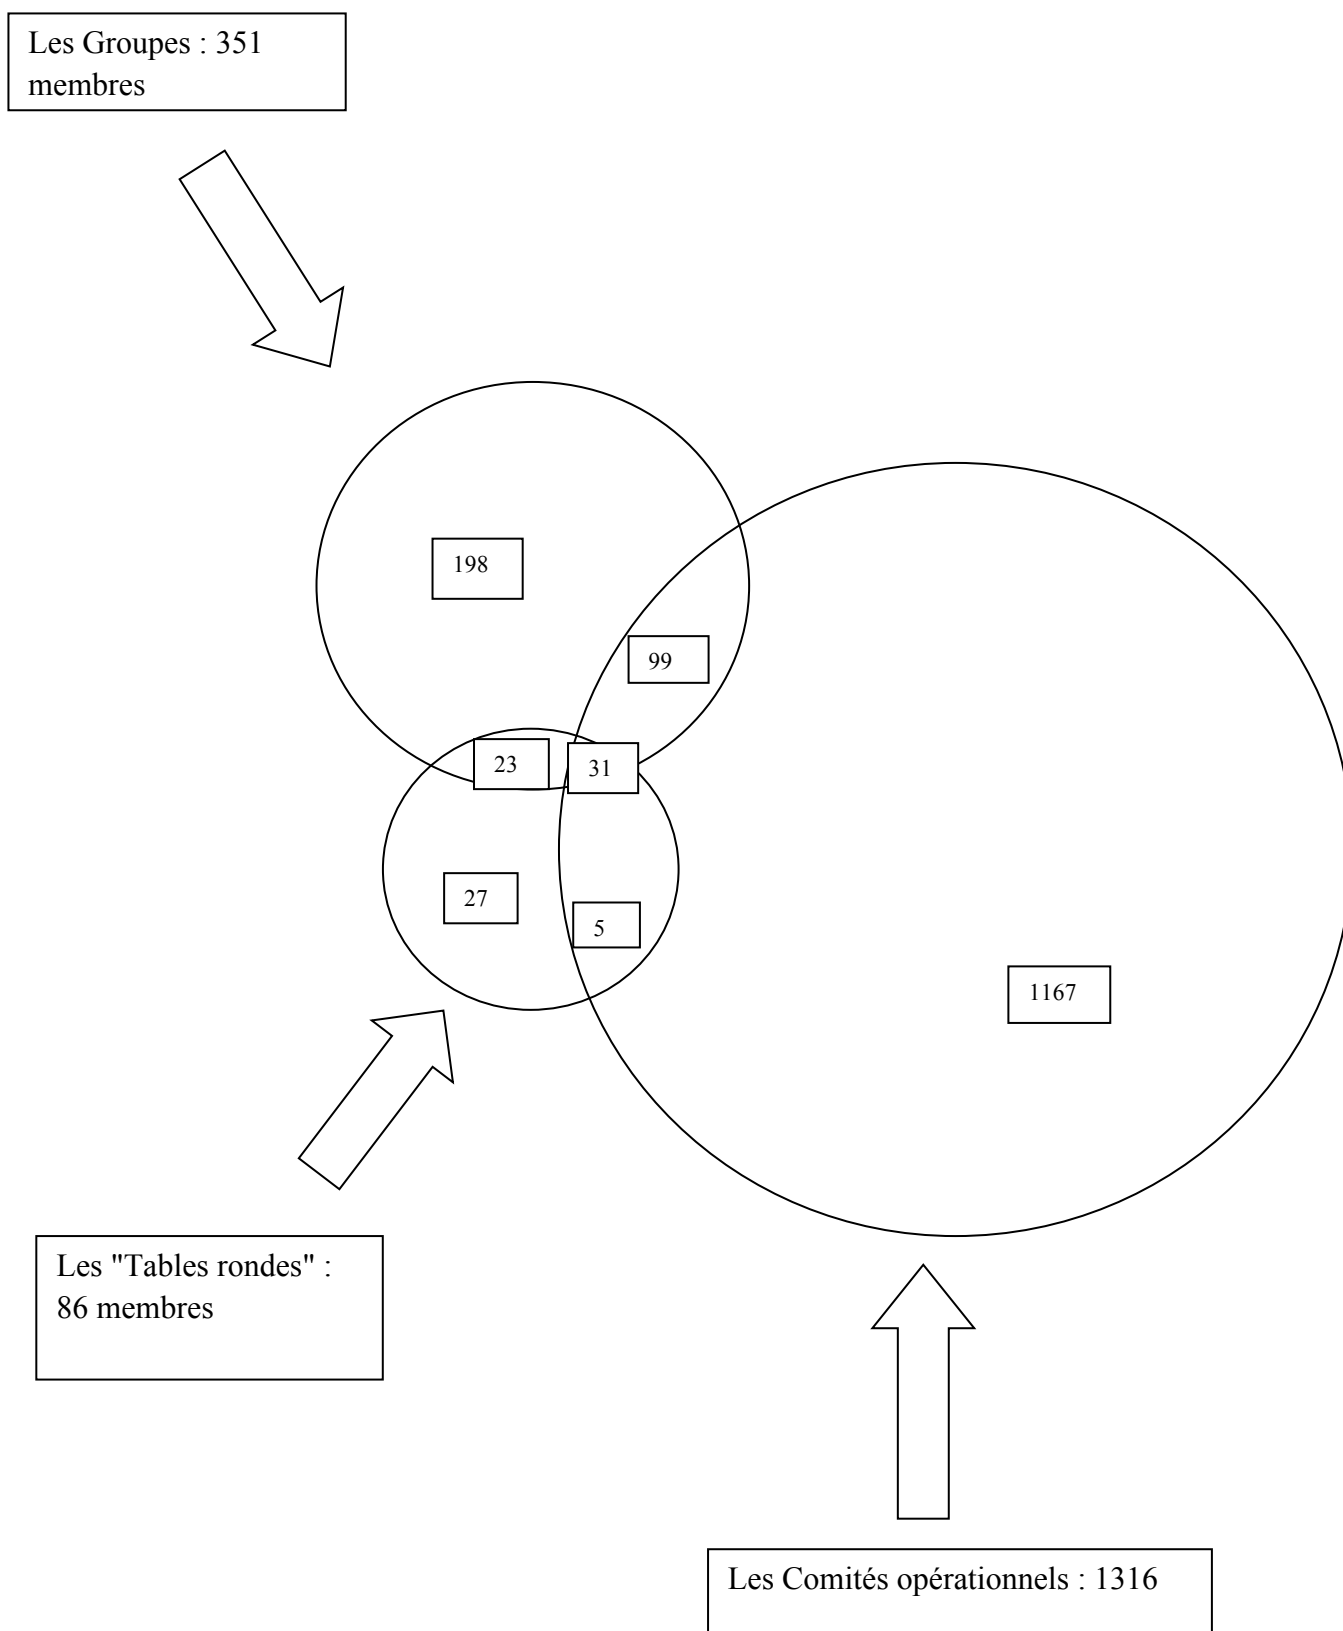 Les Groupes : 351
membres
198
99
23
31
27
5
1167
Les "Tables rondes" :
86 membres
Les Comités opérationnels : 1316